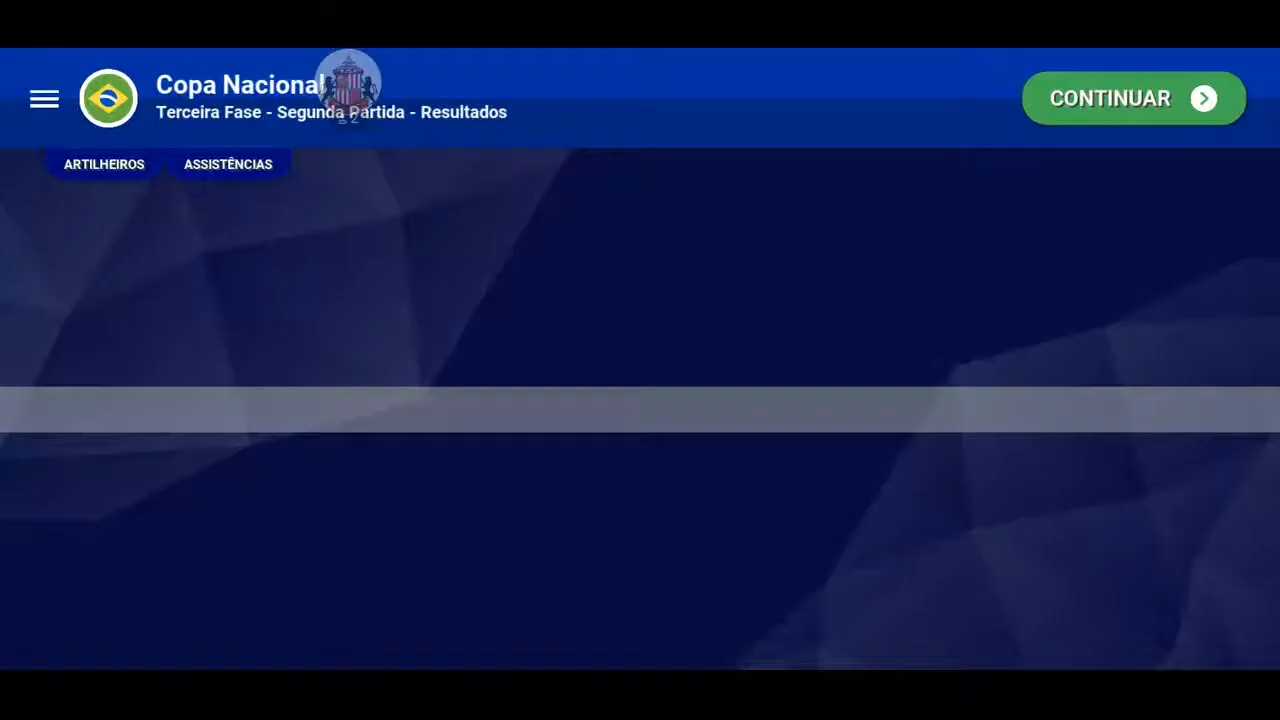 Copa Nacional
Terceira Fase - Segunda Partida - Resultados
CONTINUAR
ARTILHEIROS
ASSISTÊNCIAS